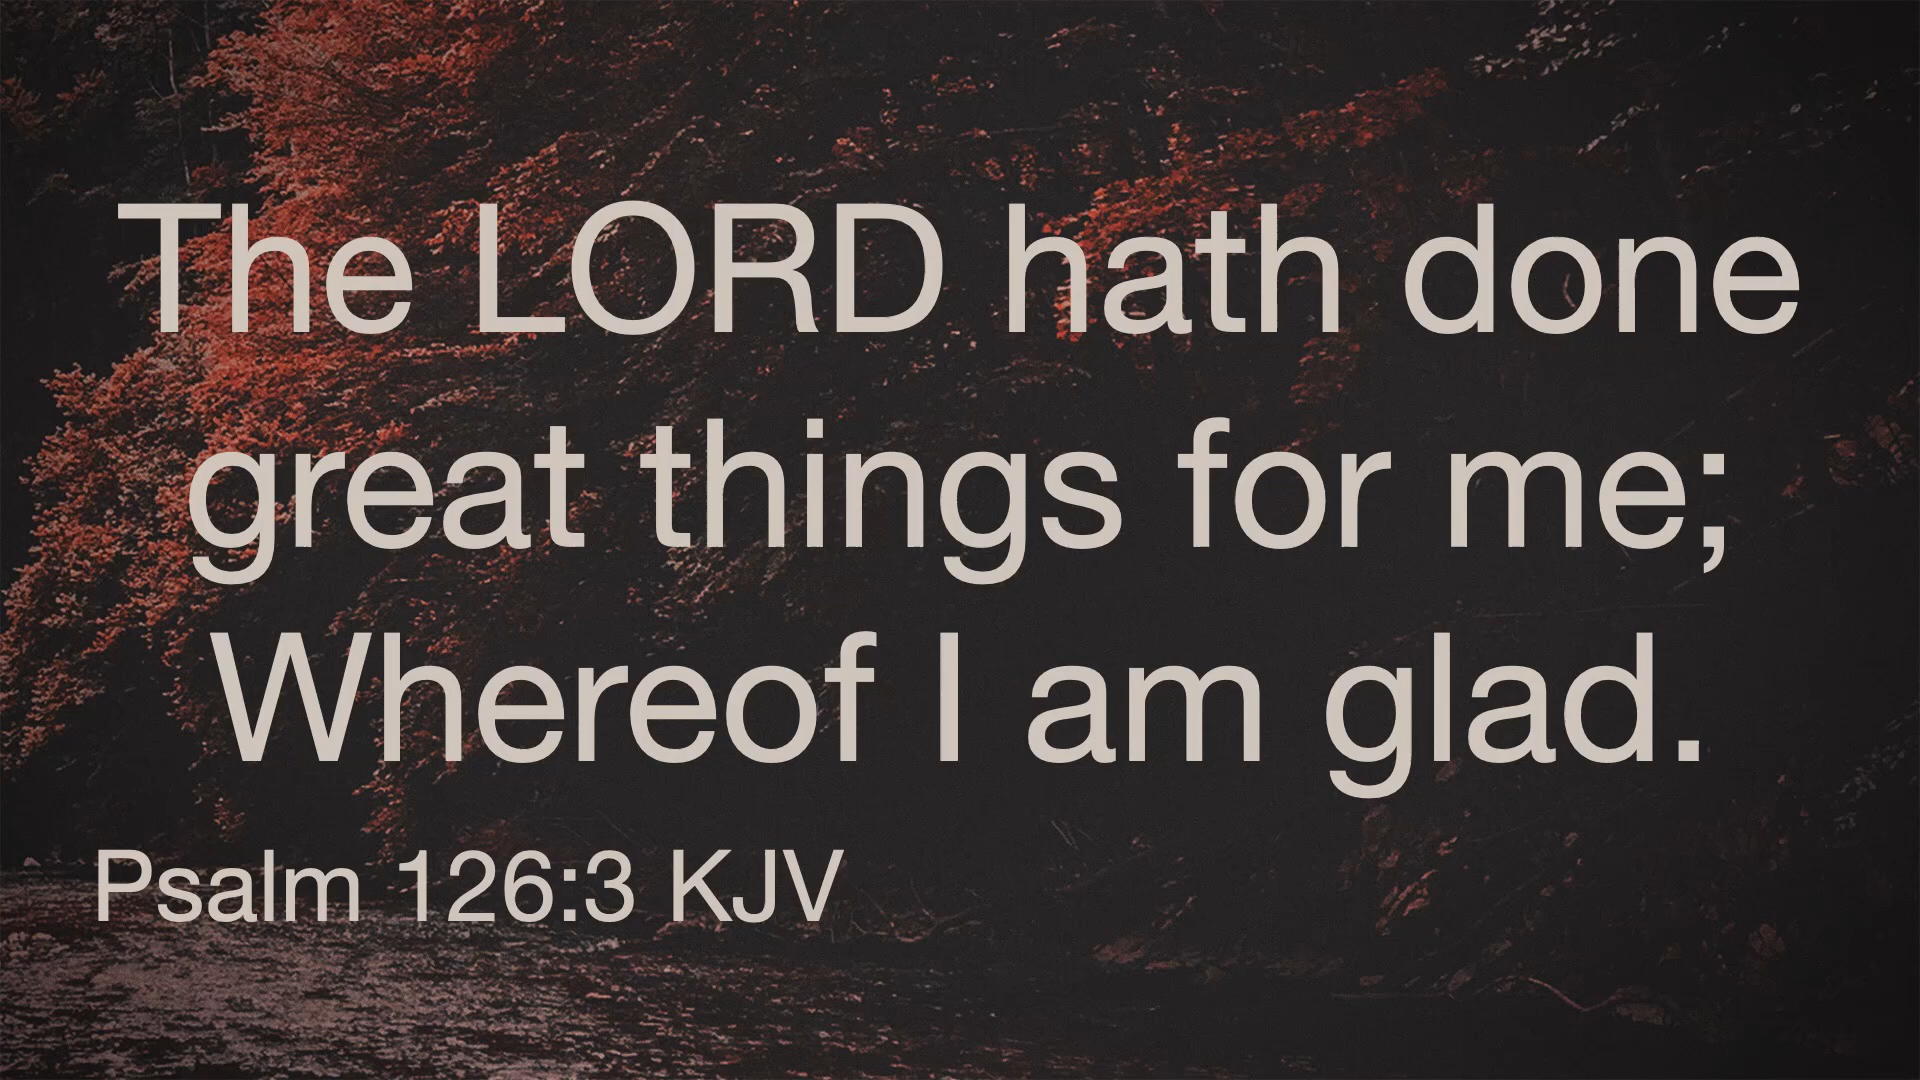 The LORD hath done
great things for me;
Whereof I am glad.
Psalm 126:3 KJV